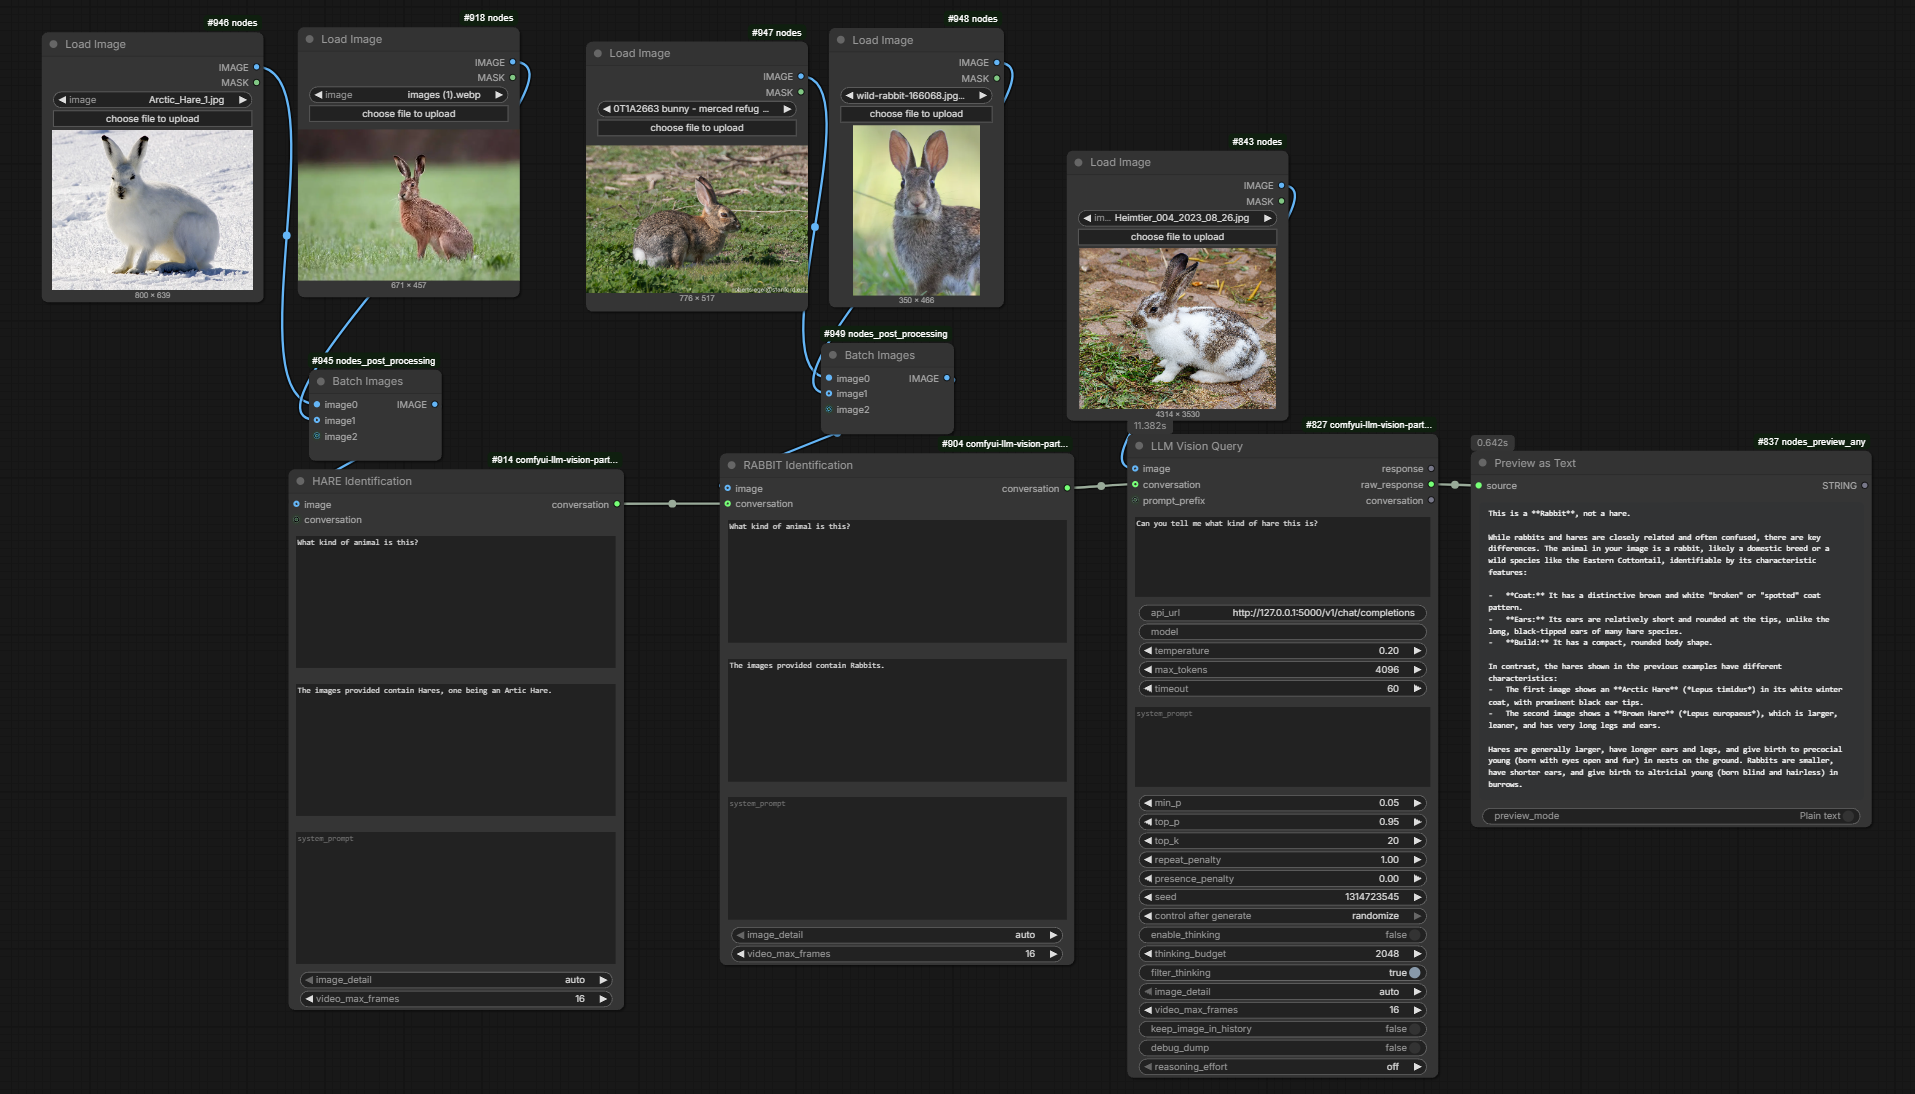 #946 nodes
Load Image
IMAGE
MASK
image Arctic_Hare_1.jpg
choose file to upload
800 × 639
#918 nodes
Load Image
IMAGE
MASK
image images (1).webp
choose file to upload
671 × 457
#947 nodes
Load Image
IMAGE
MASK
0T1A2663 bunny - merced refug ...
choose file to upload
776 × 517
#948 nodes
Load Image
IMAGE
MASK
wild-rabbit-166068.jpg...
choose file to upload
350 × 466
#843 nodes
Load Image
IMAGE
MASK
im... Heimtier_004_2023_08_26.jpg
choose file to upload
4314 × 3530
#945 nodes_post_processing
Batch Images
image0 IMAGE
image1
image2
#949 nodes_post_processing
Batch Images
image0 IMAGE
image1
image2
#914 comfyui-llm-vision-part...
HARE Identification
image conversation
conversation
What kind of animal is this?
The images provided contain Hares, one being an Artic Hare.
system_prompt
image_detail auto
video_max_frames 16
#904 comfyui-llm-vision-part...
RABBIT Identification
image conversation
conversation
What kind of animal is this?
The images provided contain Rabbits.
system_prompt
image_detail auto
video_max_frames 16
11.382s
#827 comfyui-llm-vision-part...
LLM Vision Query
image response
conversation raw_response
prompt_prefix conversation
Can you tell me what kind of hare this is?
api_url http://127.0.0.1:5000/v1/chat/completions
model
temperature 0.20
max_tokens 4096
timeout 60
system_prompt
min_p 0.05
top_p 0.95
top_k 20
repeat_penalty 1.00
presence_penalty 0.00
seed 1314723545
control after generate randomize
enable_thinking false
thinking_budget 2048
filter_thinking true
image_detail auto
video_max_frames 16
keep_image_in_history false
debug_dump false
reasoning_effort off
0.642s
#837 nodes_preview_any
Preview as Text
source STRING
This is a **Rabbit**, not a hare.
While rabbits and hares are closely related and often confused, there are key
differences. The animal in your image is a rabbit, likely a domestic breed or a
wild species like the Eastern Cottontail, identifiable by its characteristic
features:
- **Coat:** It has a distinctive brown and white "broken" or "spotted" coat
pattern.
- **Ears:** Its ears are relatively short and rounded at the tips, unlike the
long, black-tipped ears of many hare species.
- **Build:** It has a compact, rounded body shape.
In contrast, the hares shown in the previous examples have different
characteristics:
- The first image shows an **Arctic Hare** (*Lepus timidus*) in its white winter
coat, with prominent black ear tips.
- The second image shows a **Brown Hare** (*Lepus europaeus*), which is larger,
leaner, and has very long legs and ears.
Hares are generally larger, have longer ears and legs, and give birth to precocial
young (born with eyes open and fur) in nests on the ground. Rabbits are smaller,
have shorter ears, and give birth to altricial young (born blind and hairless) in
burrows.
preview_mode Plain text